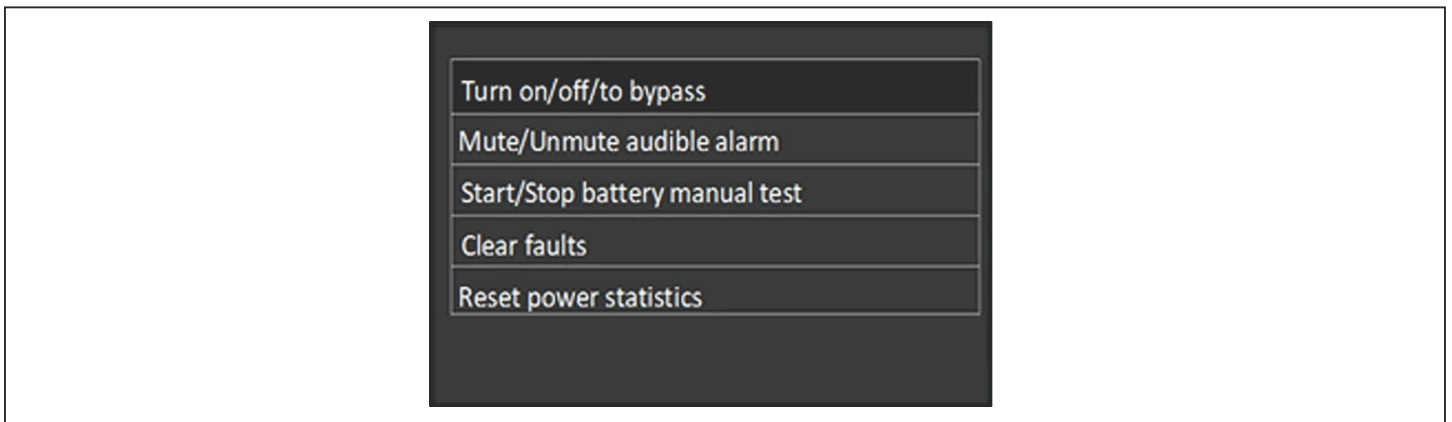 Turn on/off/to bypass
Mute/Unmute audible alarm
Start/Stop battery manual test
Clear faults
Reset power statistics